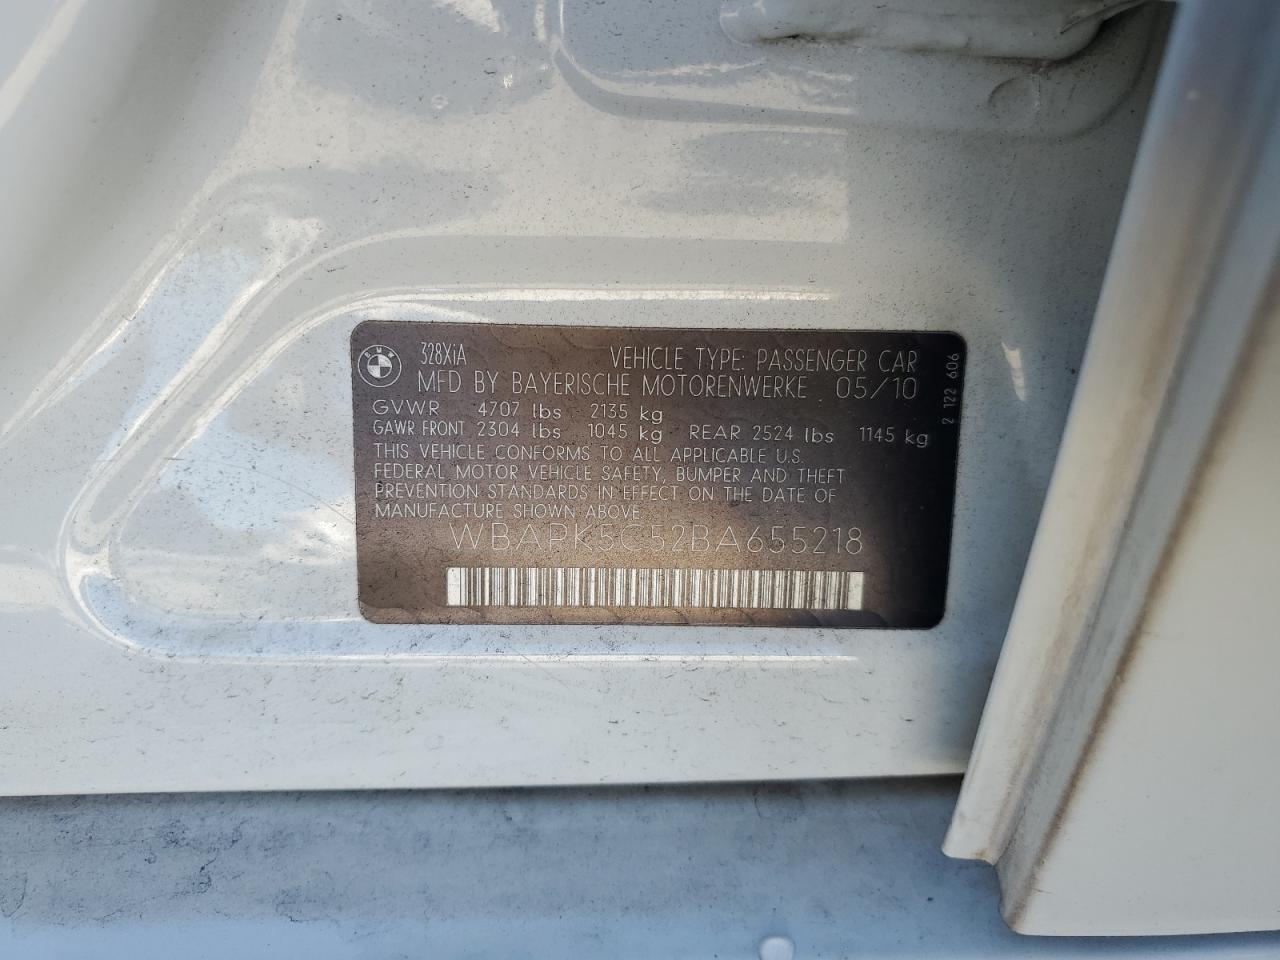 328XiA VEHICLE TYPE: PASSENGER CAR
MFD BY BAYERISCHE MOTORENWERKE 05/10
GVWR 4707 lbs 2135 kg
GAWR FRONT 2304 lbs 1045 kg REAR 2524 lbs 1145 kg
THIS VEHICLE CONFORMS TO ALL APPLICABLE U.S.
FEDERAL MOTOR VEHICLE SAFETY, BUMPER AND THEFT
PREVENTION STANDARDS IN EFFECT ON THE DATE OF
MANUFACTURE SHOWN ABOVE
WBAPK5C52BA655218
2 122 606